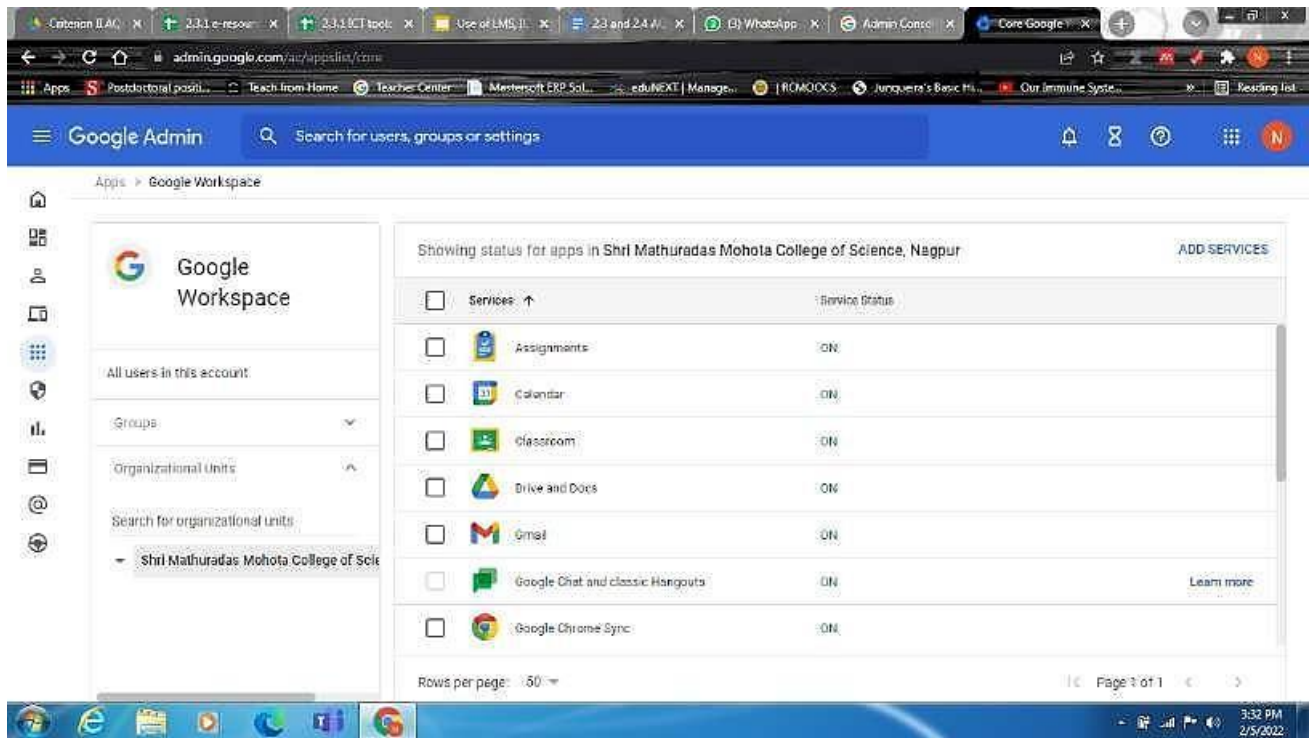 Criterion II AC
2.3.1 e-resour
2.3.1 ICT tools
Use of LMS, II
2.3 and 2.4 A
(3) WhatsApp
Admin Conso
Core Google
admin.google.com/ac/appslist/core
Apps
Postdoctoral positi...
Teach from Home
Teacher Center
Mastersoft ERP Sol...
eduNEXT | Manage...
Junquera's Basic Hi...
Our Immune Syste...
Reading list
Google Admin
Search for users, groups or settings
N
Apps > Google Workspace
Google
Workspace
All users in this account
Groups
Organizational Units
Search for organizational units
Shri Mathuradas Mohota College of Scie
Showing status for apps in Shri Mathuradas Mohota College of Science, Nagpur
ADD SERVICES
Services ↑ Service Status
Assignments ON
Calendar ON
Classroom ON
Drive and Docs ON
Gmail ON
Google Chat and classic Hangouts ON Learn more
Google Chrome Sync ON
Rows per page: 50
Page 1 of 1
3:32 PM
2/5/2022